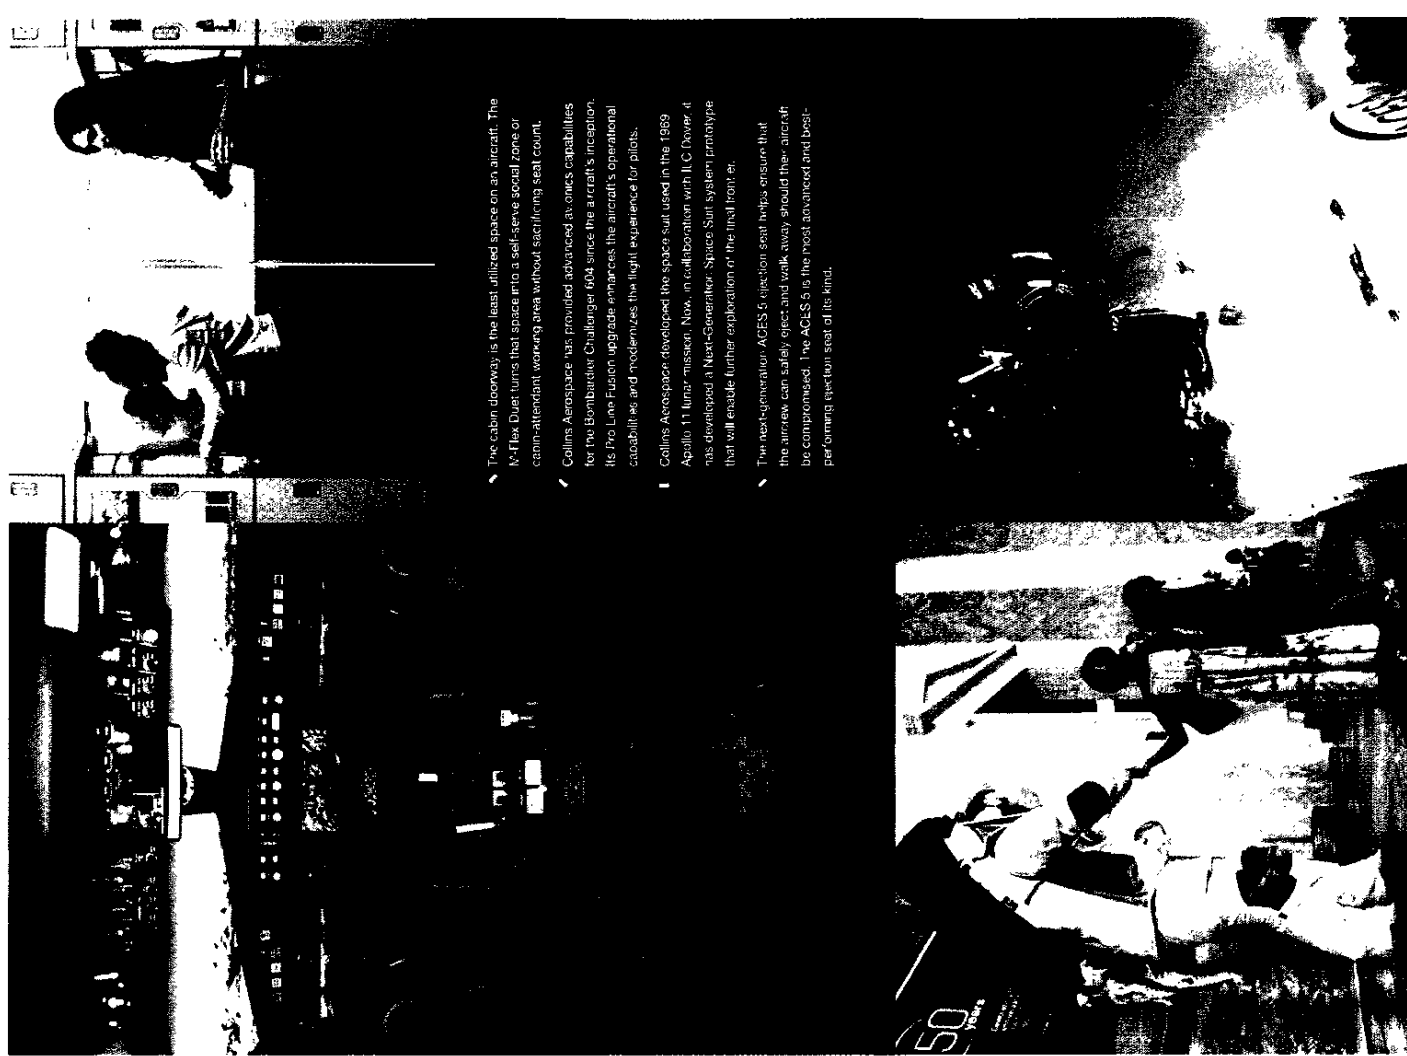 The cabin doorway is the least utilized space on an aircraft. The
M-Flex Duet turns that space into a self-serve social zone or
cabin-attendant working area without sacrificing seat count.
Collins Aerospace has provided advanced avionics capabilities
for the Bombardier Challenger 604 since the aircraft's inception.
Its Pro Line Fusion upgrade enhances the aircraft's operational
capabilities and modernizes the flight experience for pilots.
Collins Aerospace developed the space suit used in the 1969
Apollo 11 lunar mission. Now, in collaboration with ILC Dover, it
has developed a Next-Generation Space Suit system prototype
that will enable further exploration of the final frontier.
The next-generation ACES 5 ejection seat helps ensure that
the aircrew can safely eject and walk away should their aircraft
be compromised. The ACES 5 is the most advanced and best-
performing ejection seat of its kind.
50
years